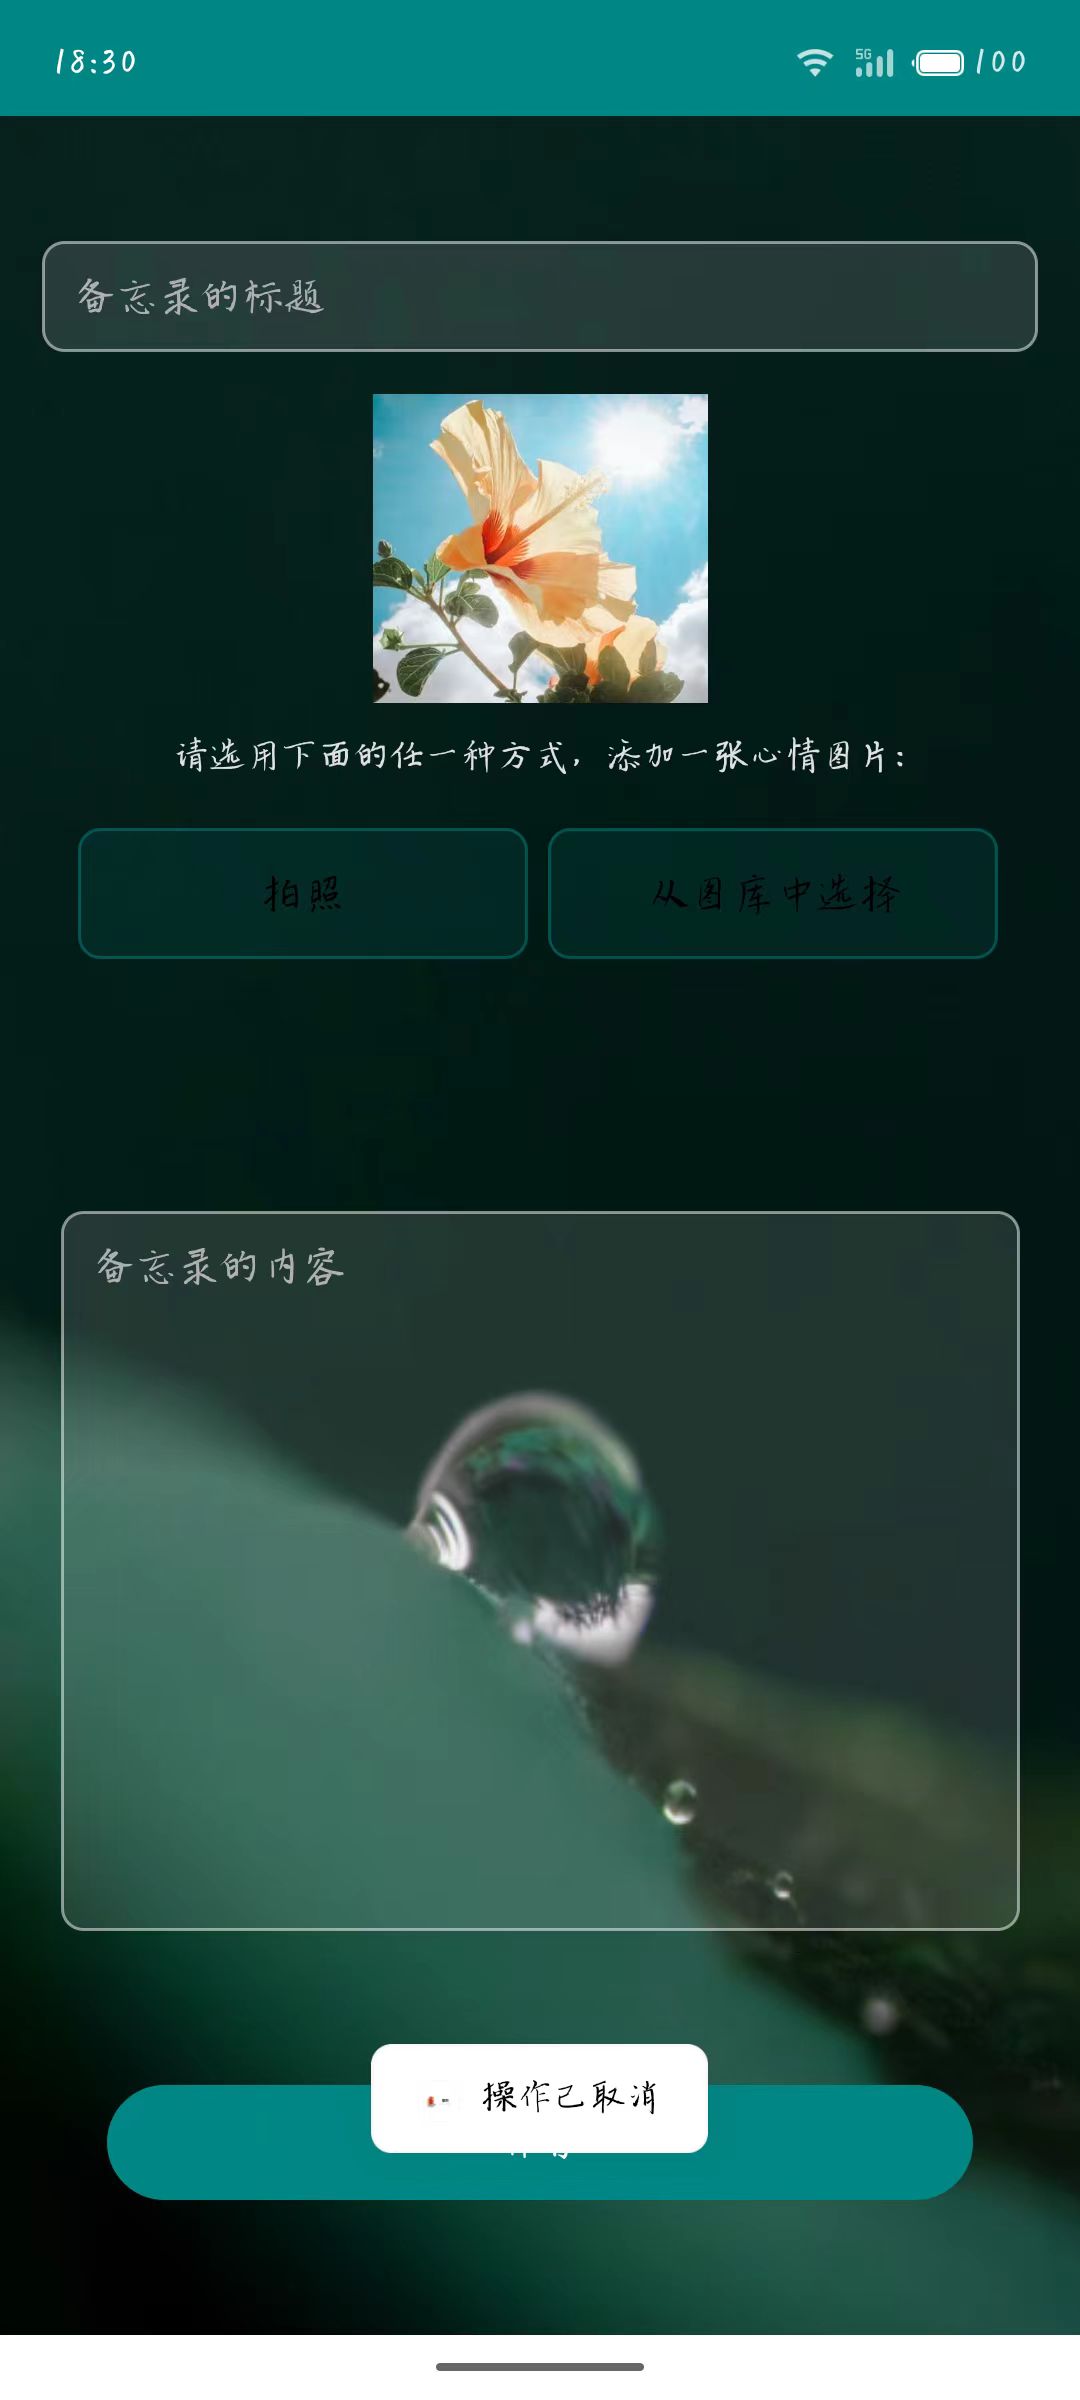 18:30 5G 100
备忘录的标题
请选用下面的任一种方式，添加一张心情图片：
拍照 从图库中选择
备忘录的内容
操作已取消